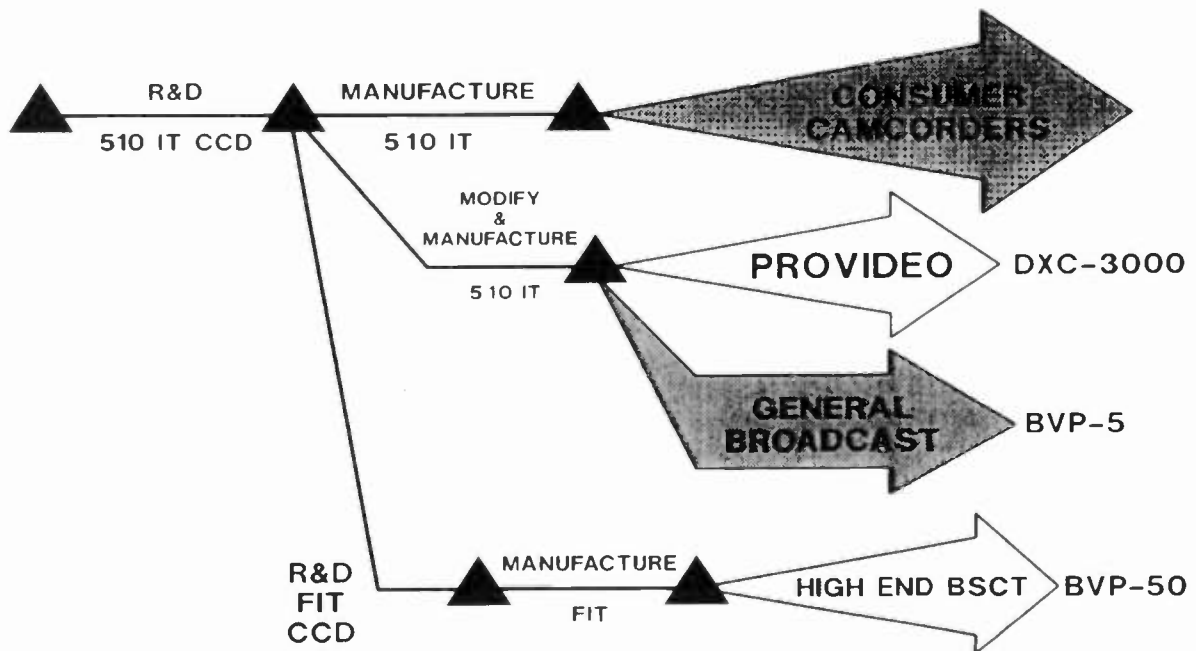 R&D
510 IT CCD
MANUFACTURE
510 IT
CONSUMER
CAMCORDERS
MODIFY
&
MANUFACTURE
510 IT
PROVIDEO
DXC-3000
GENERAL
BROADCAST
BVP-5
R&D
FIT
CCD
MANUFACTURE
FIT
HIGH END BSCT
BVP-50